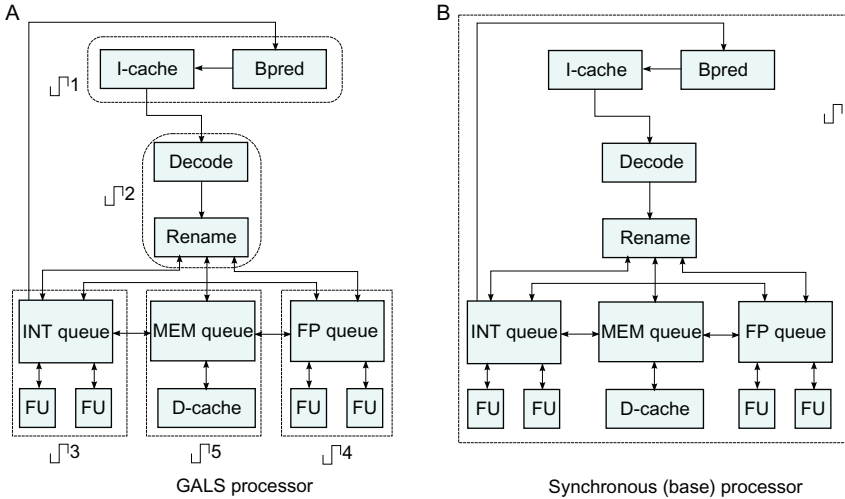 A
I-cache
Bpred
1
Decode
2
Rename
INT queue
MEM queue
FP queue
FU
FU
D-cache
FU
FU
3
5
4
GALS processor
B
I-cache
Bpred
Decode
Rename
INT queue
MEM queue
FP queue
FU
FU
D-cache
FU
FU
Synchronous (base) processor